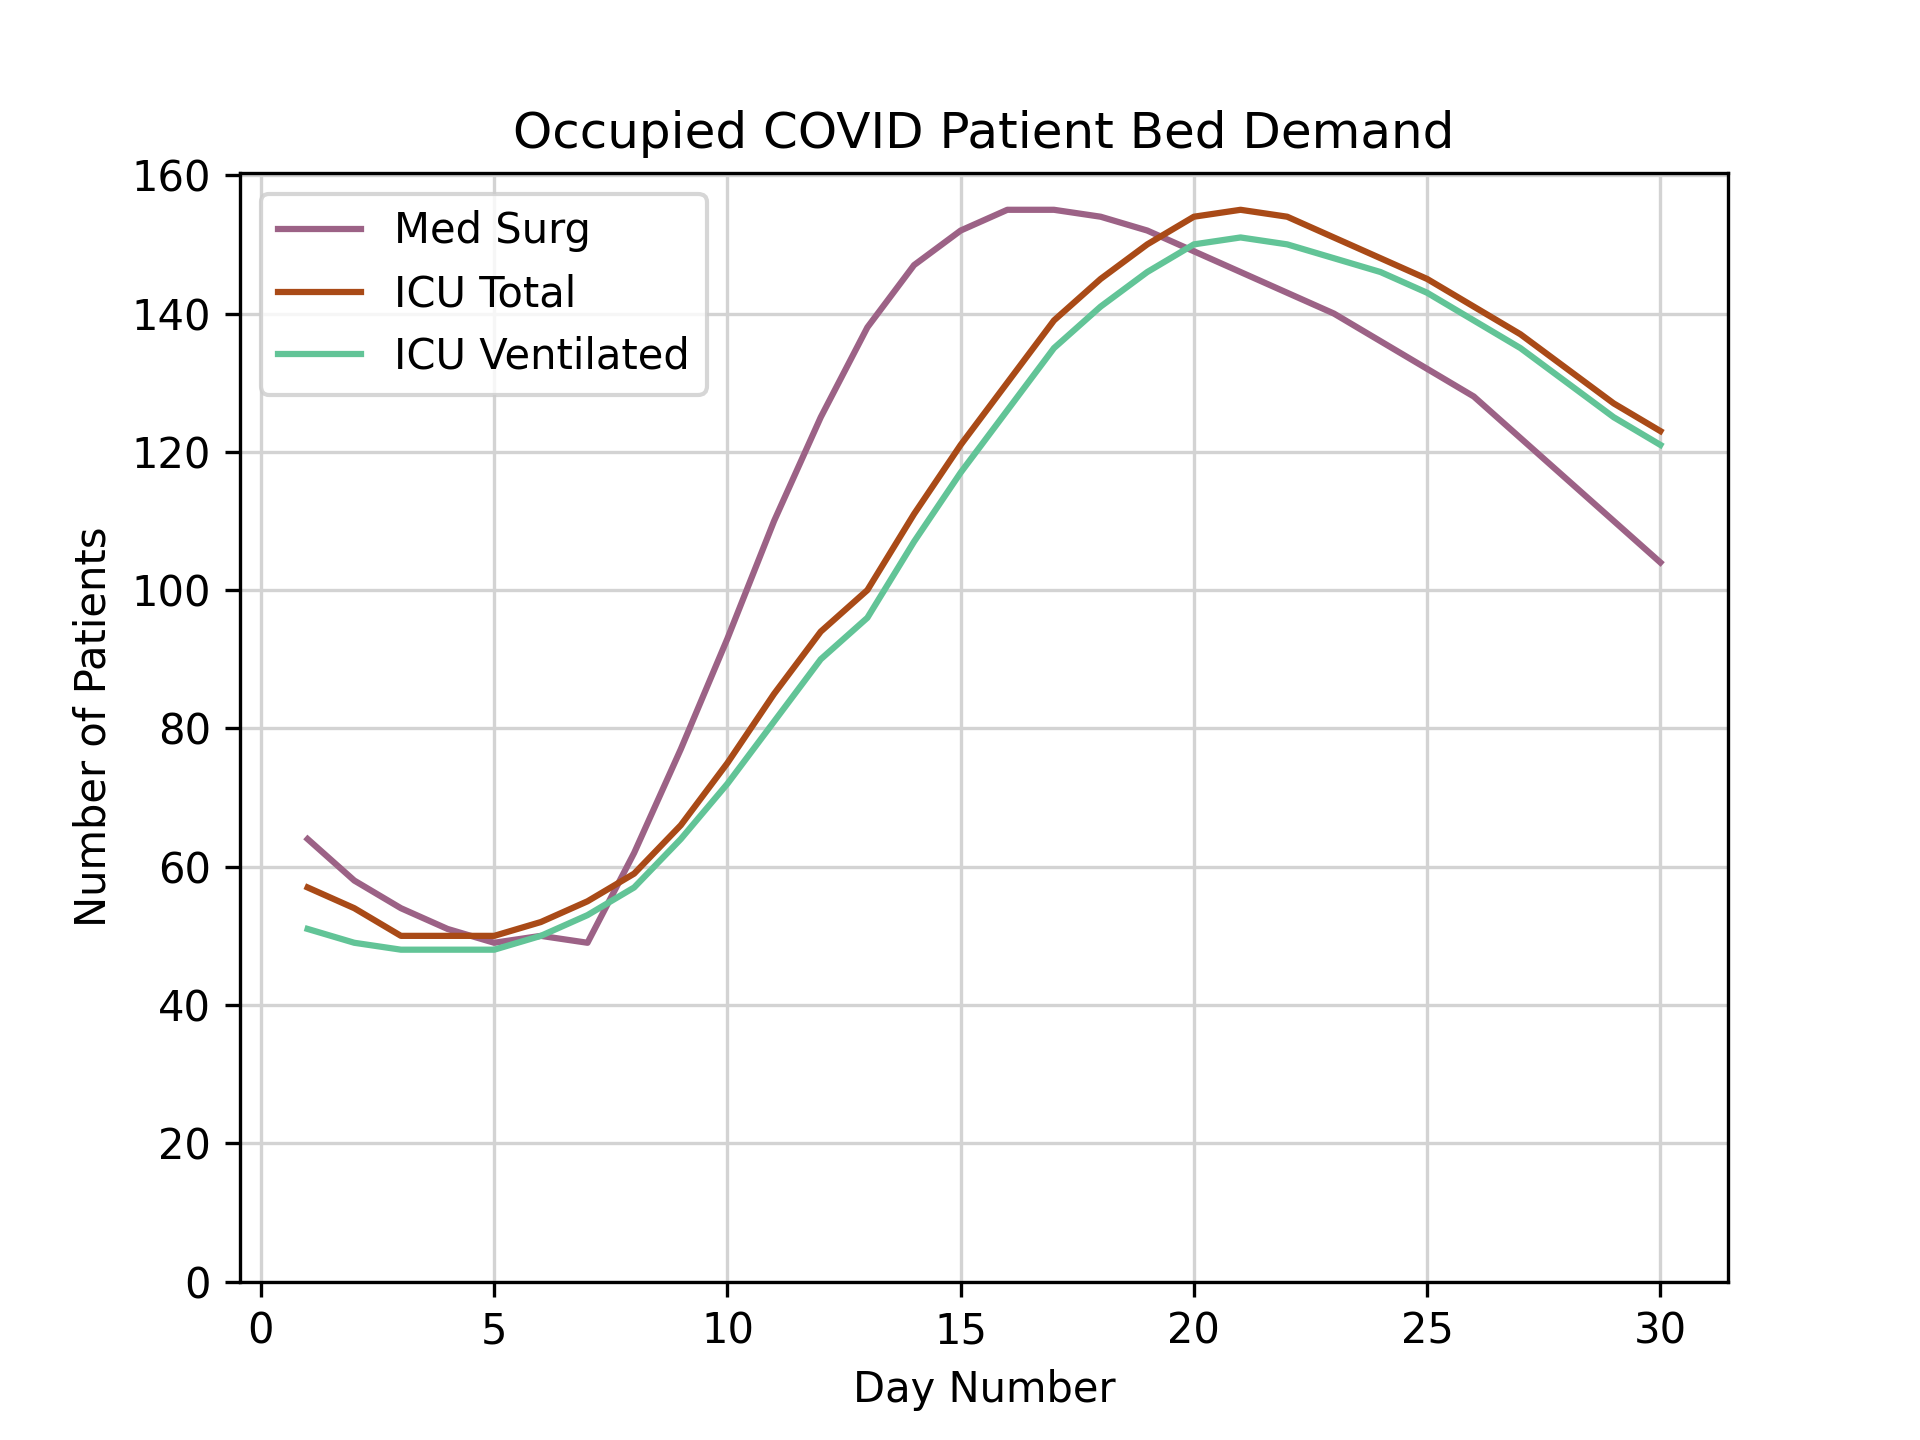 Occupied COVID Patient Bed Demand
160
140
120
100
80
60
40
20
0
Number of Patients
Med Surg
ICU Total
ICU Ventilated
0 5 10 15 20 25 30
Day Number